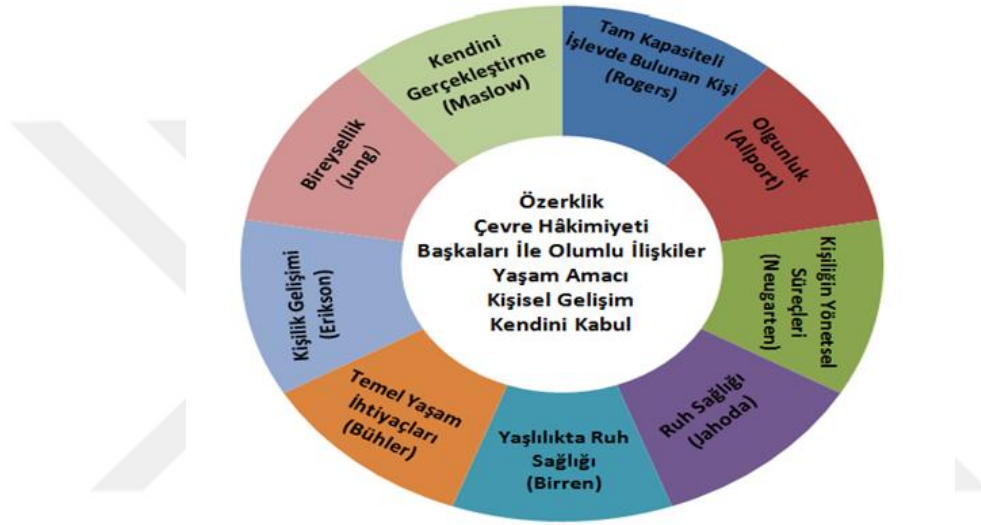 Kendini
Gerçekleştirme
(Maslow)
Tam Kapasiteli
İşlevde Bulunan Kişi
(Rogers)
Olgunluk
(Allport)
Kişiliğin Yönetsel
Süreçleri
(Neugarten)
Ruh Sağlığı
(Jahoda)
Yaşlılıkta Ruh
Sağlığı
(Birren)
Temel Yaşam
İhtiyaçları
(Bühler)
Kişilik Gelişimi
(Erikson)
Bireysellik
(Jung)
Özerklik
Çevre Hâkimiyeti
Başkaları İle Olumlu İlişkiler
Yaşam Amacı
Kişisel Gelişim
Kendini Kabul